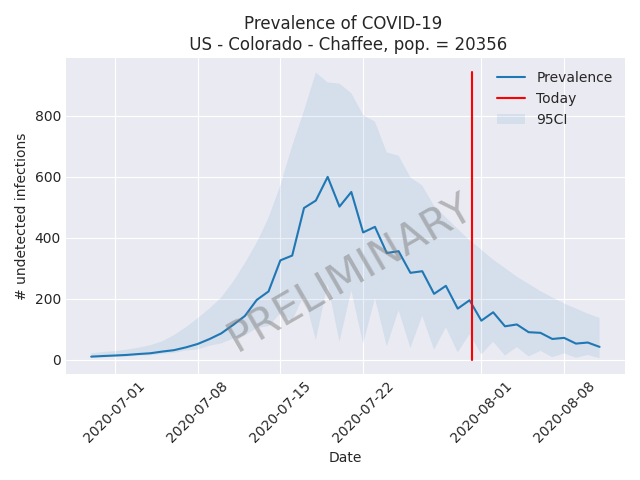 Prevalence of COVID-19
US - Colorado - Chaffee, pop. = 20356
# undetected infections
800
600
400
200
0
Prevalence
Today
95CI
PRELIMINARY
2020-07-01
2020-07-08
2020-07-15
2020-07-22
2020-08-01
2020-08-08
Date